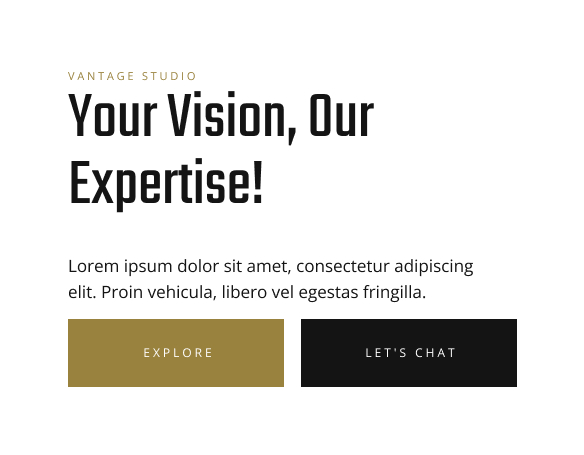 VANTAGE STUDIO
Your Vision, Our
Expertise!
Lorem ipsum dolor sit amet, consectetur adipiscing
elit. Proin vehicula, libero vel egestas fringilla.
EXPLORE
LET'S CHAT